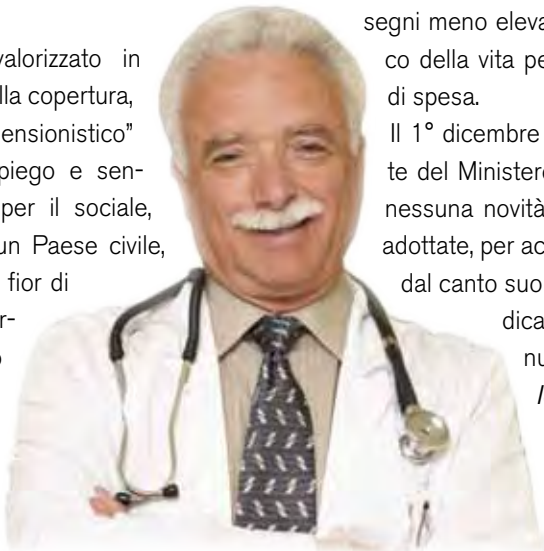 valorizzato in
lla copertura,
ensionistico”
piego e sen-
per il sociale,
un Paese civile,
fior di
r-
segni meno eleva
co della vita pe
di spesa.
Il 1° dicembre
te del Ministero
nessuna novità
adottate, per ac
dal canto suo
dica
nu
I